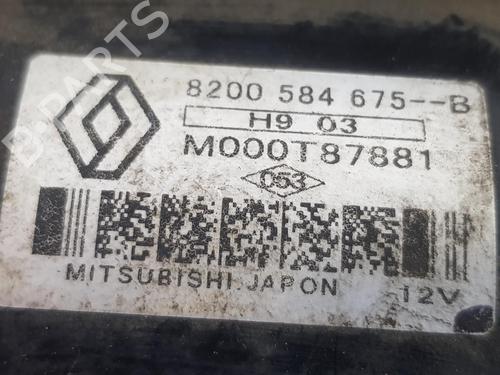 8200 584 675--B
H9 03
M000T87881
053
MITSUBISHI JAPON 12V
B-PARTS